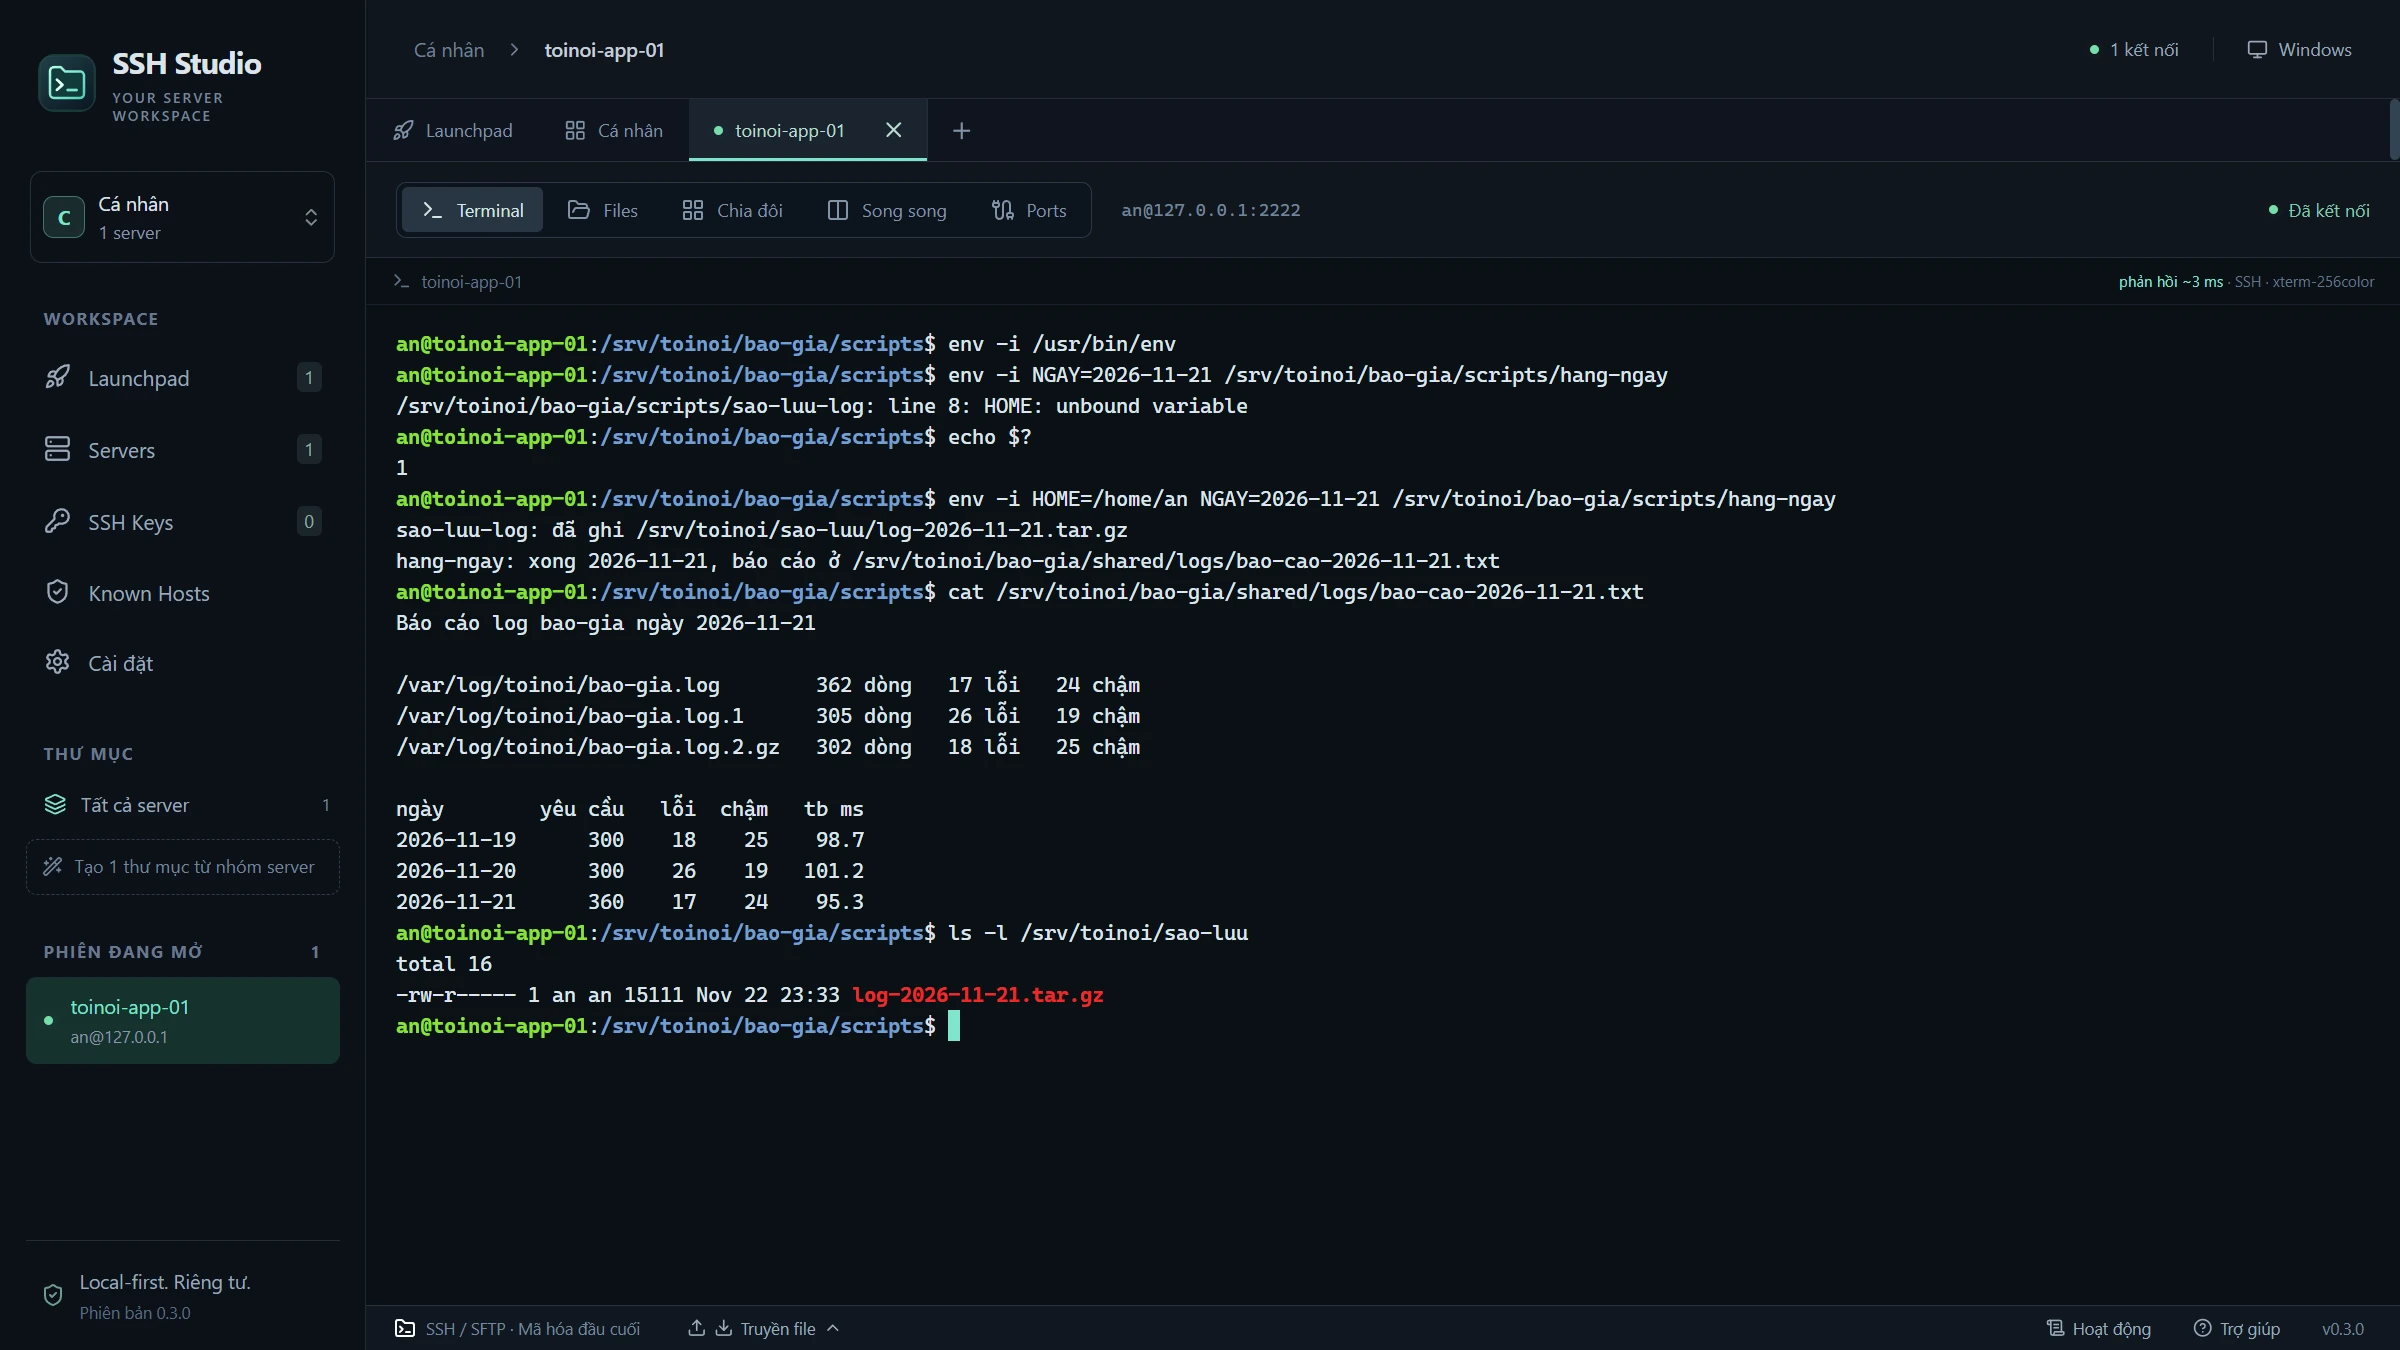 SSH Studio
YOUR SERVER
WORKSPACE
C
Cá nhân
1 server
WORKSPACE
Launchpad 1
Servers 1
SSH Keys 0
Known Hosts
Cài đặt
THƯ MỤC
Tất cả server 1
Tạo 1 thư mục từ nhóm server
PHIÊN ĐANG MỞ 1
toinoi-app-01
an@127.0.0.1
Local-first. Riêng tư.
Phiên bản 0.3.0
Cá nhân > toinoi-app-01
1 kết nối
Windows
Launchpad
Cá nhân
toinoi-app-01
Terminal
Files
Chia đôi
Song song
Ports
an@127.0.0.1:2222
Đã kết nối
toinoi-app-01
phản hồi ~3 ms · SSH · xterm-256color
an@toinoi-app-01:/srv/toinoi/bao-gia/scripts$ env -i /usr/bin/env
an@toinoi-app-01:/srv/toinoi/bao-gia/scripts$ env -i NGAY=2026-11-21 /srv/toinoi/bao-gia/scripts/hang-ngay
/srv/toinoi/bao-gia/scripts/sao-luu-log: line 8: HOME: unbound variable
an@toinoi-app-01:/srv/toinoi/bao-gia/scripts$ echo $?
1
an@toinoi-app-01:/srv/toinoi/bao-gia/scripts$ env -i HOME=/home/an NGAY=2026-11-21 /srv/toinoi/bao-gia/scripts/hang-ngay
sao-luu-log: đã ghi /srv/toinoi/sao-luu/log-2026-11-21.tar.gz
hang-ngay: xong 2026-11-21, báo cáo ở /srv/toinoi/bao-gia/shared/logs/bao-cao-2026-11-21.txt
an@toinoi-app-01:/srv/toinoi/bao-gia/scripts$ cat /srv/toinoi/bao-gia/shared/logs/bao-cao-2026-11-21.txt
Báo cáo log bao-gia ngày 2026-11-21
/var/log/toinoi/bao-gia.log 362 dòng 17 lỗi 24 chậm
/var/log/toinoi/bao-gia.log.1 305 dòng 26 lỗi 19 chậm
/var/log/toinoi/bao-gia.log.2.gz 302 dòng 18 lỗi 25 chậm
ngày yêu cầu lỗi chậm tb ms
2026-11-19 300 18 25 98.7
2026-11-20 300 26 19 101.2
2026-11-21 360 17 24 95.3
an@toinoi-app-01:/srv/toinoi/bao-gia/scripts$ ls -l /srv/toinoi/sao-luu
total 16
-rw-r----- 1 an an 15111 Nov 22 23:33 log-2026-11-21.tar.gz
an@toinoi-app-01:/srv/toinoi/bao-gia/scripts$
SSH / SFTP · Mã hóa đầu cuối
Truyền file
Hoạt động
Trợ giúp
v0.3.0